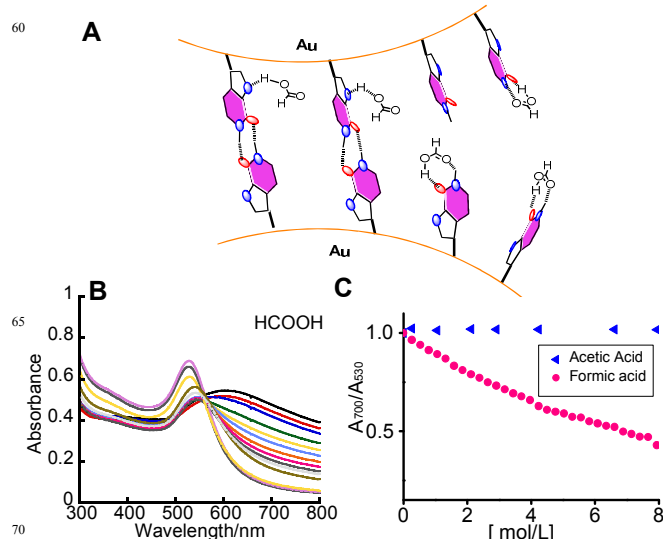 60
A
Au
H
O
O
H
H
O
O
H
H
O
O
H
O
O
H
H
O
O
H
Au
B
HCOOH
1
0.8
0.6
0.4
0.2
0
Absorbance
300 400 500 600 700 800
Wavelength/nm
C
Acetic Acid
Formic acid
1.0
0.5
A700/A530
0 2 4 6 8
[ mol/L]
65
70